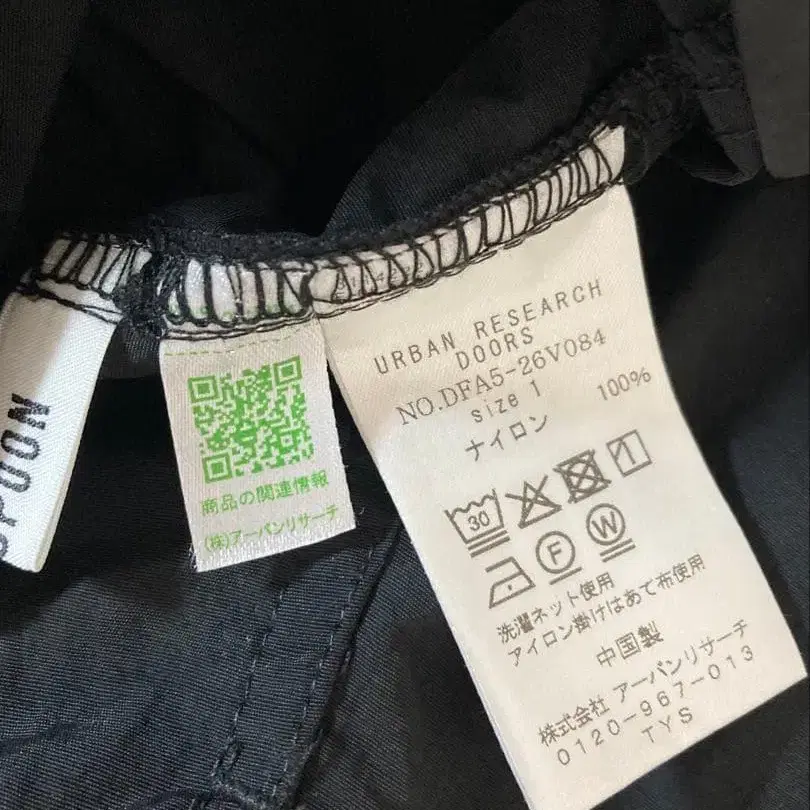 SPOON
商品の関連情報
(株)アーバンリサーチ
URBAN RESEARCH
DOORS
NO.DFA5-26V084
size 1
ナイロン 100%
30
F W
洗濯ネット使用
アイロン掛けはあて布使用
中国製
株式会社 アーバンリサーチ
0120-967-013
TYS